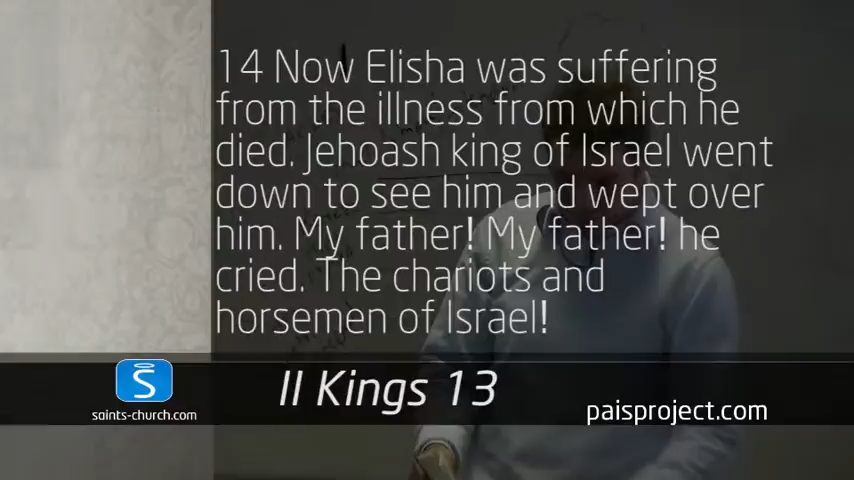 14 Now Elisha was suffering
from the illness from which he
died. Jehoash king of Israel went
down to see him and wept over
him. My father! My father! he
cried. The chariots and
horsemen of Israel!
S
II Kings 13
saints-church.com
paisproject.com